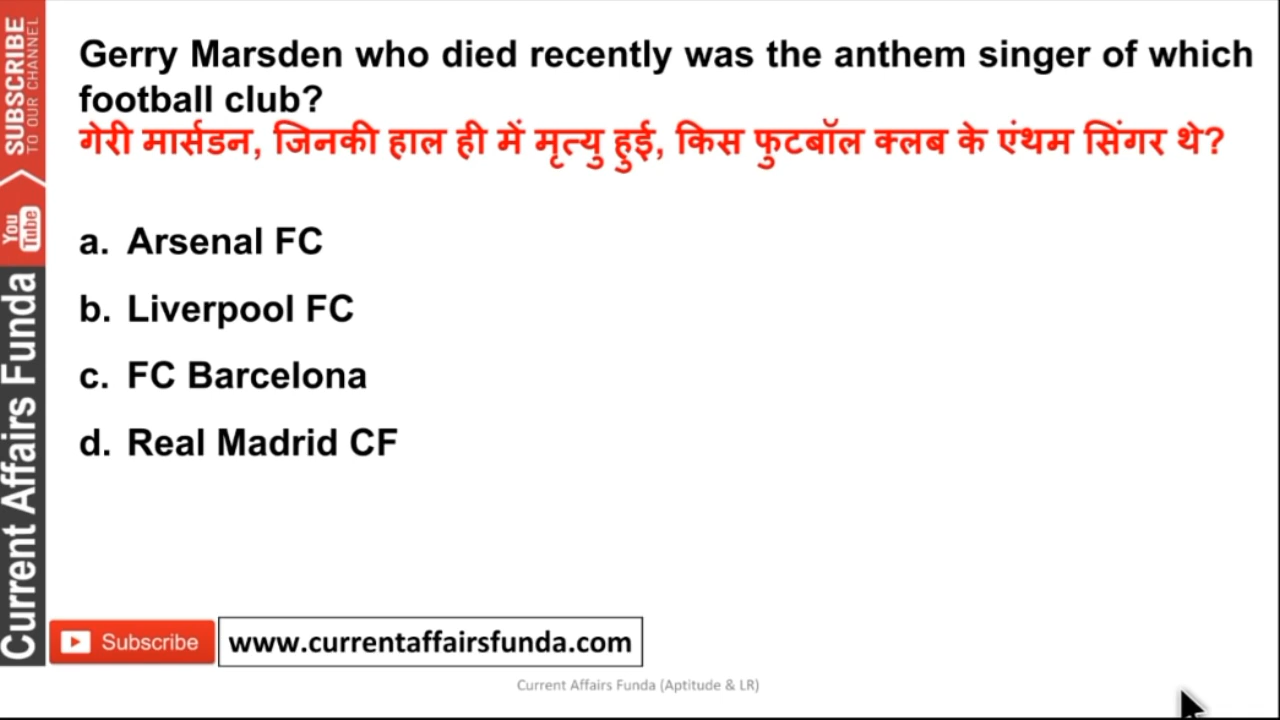 SUBSCRIBE
TO OUR CHANNEL
You
Tube
Current Affairs Funda
Gerry Marsden who died recently was the anthem singer of which
football club?
गेरी मार्सडन, जिनकी हाल ही में मृत्यु हुई, किस फुटबॉल क्लब के एंथम सिंगर थे?
a. Arsenal FC
b. Liverpool FC
c. FC Barcelona
d. Real Madrid CF
Subscribe
www.currentaffairsfunda.com
Current Affairs Funda (Aptitude & LR)